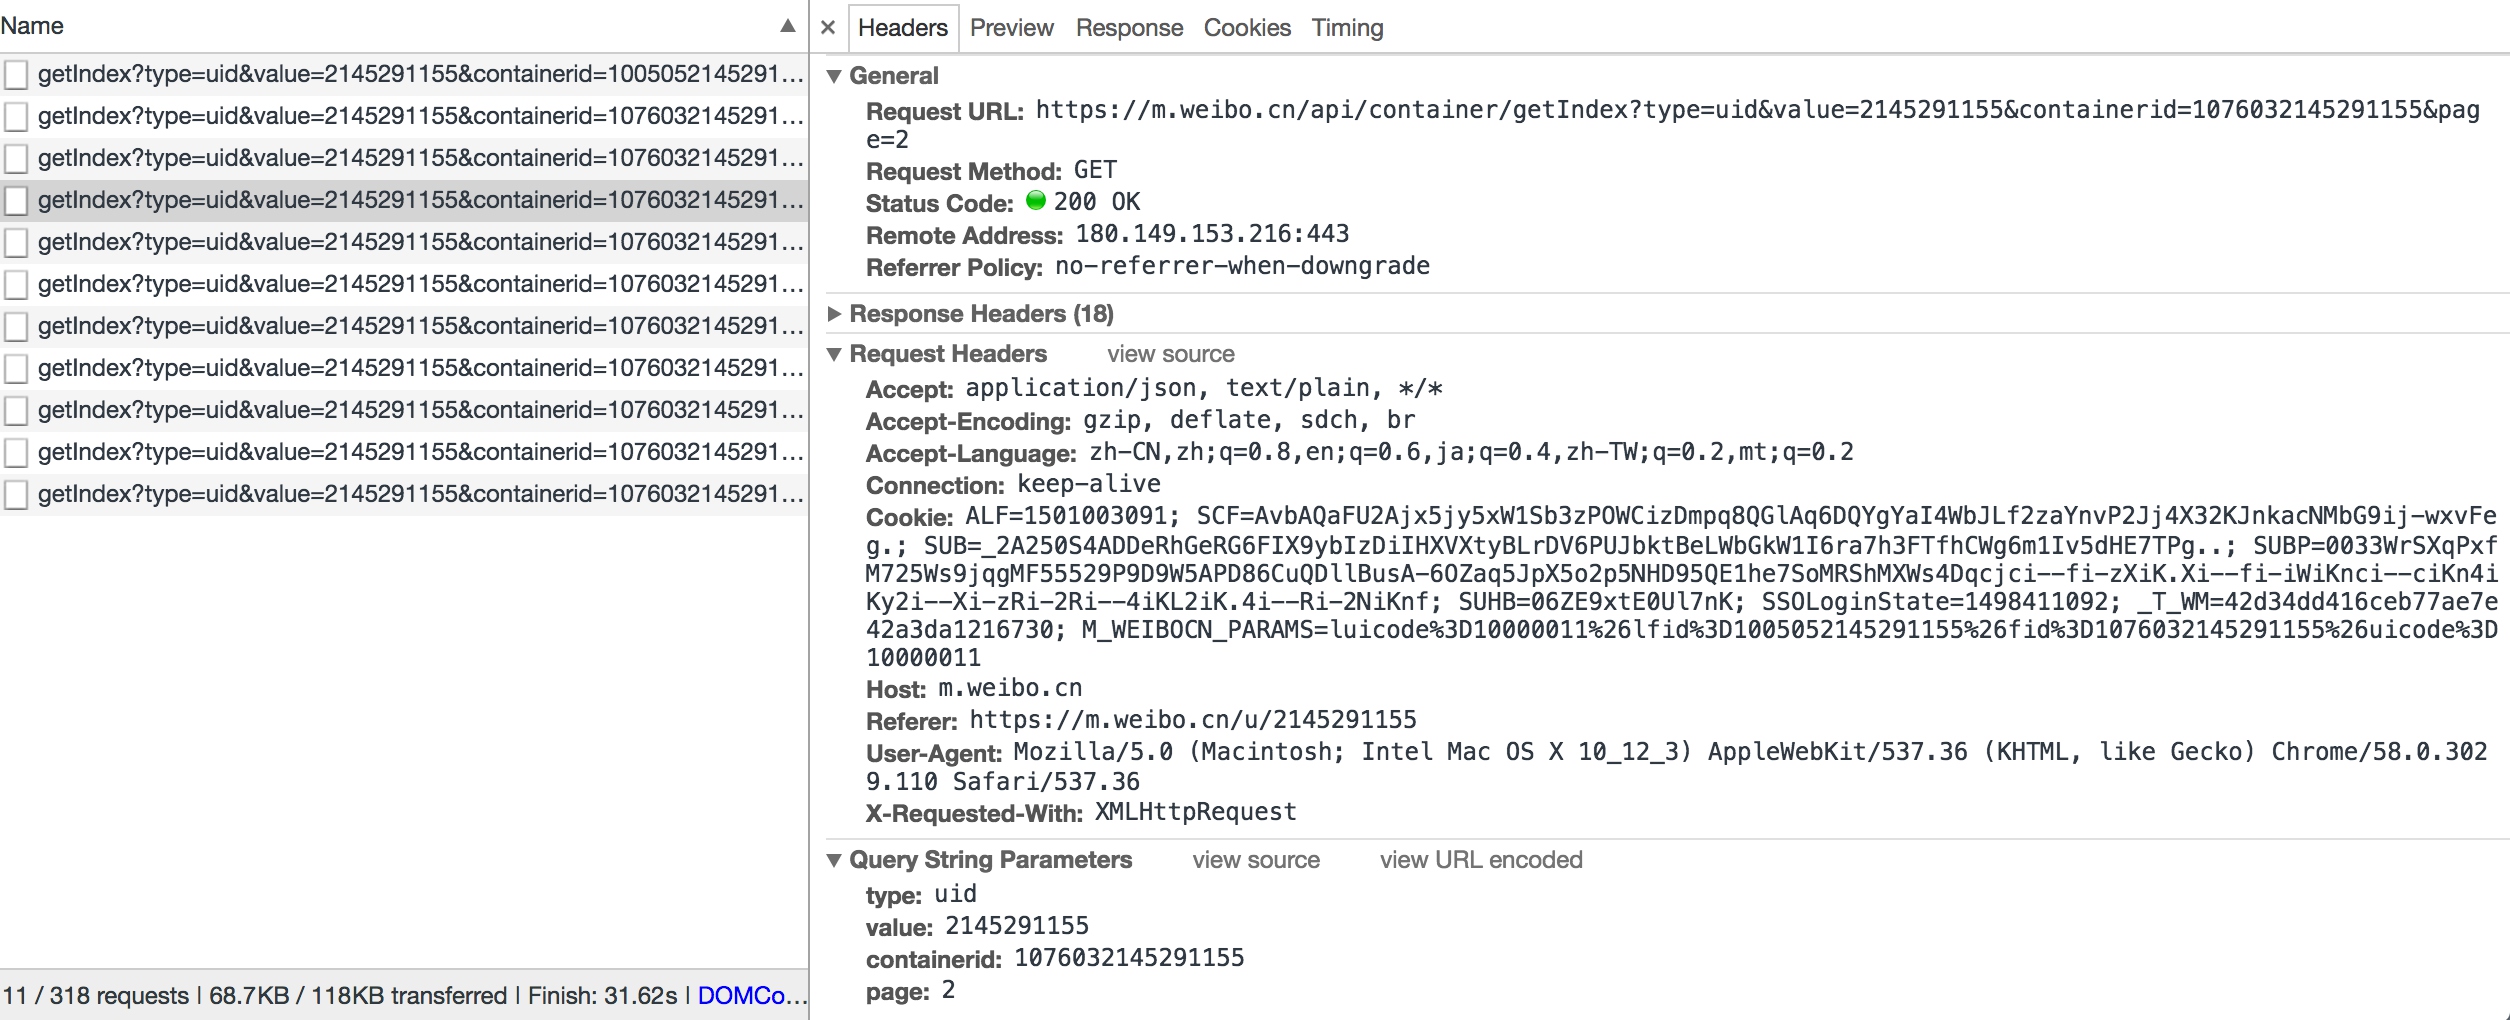 Name ▲
getIndex?type=uid&value=2145291155&containerid=1005052145291...
getIndex?type=uid&value=2145291155&containerid=1076032145291...
getIndex?type=uid&value=2145291155&containerid=1076032145291...
getIndex?type=uid&value=2145291155&containerid=1076032145291...
getIndex?type=uid&value=2145291155&containerid=1076032145291...
getIndex?type=uid&value=2145291155&containerid=1076032145291...
getIndex?type=uid&value=2145291155&containerid=1076032145291...
getIndex?type=uid&value=2145291155&containerid=1076032145291...
getIndex?type=uid&value=2145291155&containerid=1076032145291...
getIndex?type=uid&value=2145291155&containerid=1076032145291...
getIndex?type=uid&value=2145291155&containerid=1076032145291...
11 / 318 requests | 68.7KB / 118KB transferred | Finish: 31.62s | DOMCo...
× Headers Preview Response Cookies Timing
▼ General
Request URL: https://m.weibo.cn/api/container/getIndex?type=uid&value=2145291155&containerid=1076032145291155&pag
e=2
Request Method: GET
Status Code: 200 OK
Remote Address: 180.149.153.216:443
Referrer Policy: no-referrer-when-downgrade
▶ Response Headers (18)
▼ Request Headers view source
Accept: application/json, text/plain, */*
Accept-Encoding: gzip, deflate, sdch, br
Accept-Language: zh-CN,zh;q=0.8,en;q=0.6,ja;q=0.4,zh-TW;q=0.2,mt;q=0.2
Connection: keep-alive
Cookie: ALF=1501003091; SCF=AvbAQaFU2Ajx5jy5xW1Sb3zPOWCizDmpq8QGlAq6DQYgYaI4WbJLf2zaYnvP2Jj4X32KJnkacNMbG9ij-wxvFe
g.; SUB=_2A250S4ADDeRhGeRG6FIX9ybIzDiIHXVXtyBLrDV6PUJbktBeLWbGkW1I6ra7h3FTfhCWg6m1Iv5dHE7TPg..; SUBP=0033WrSXqPxf
M725Ws9jqgMF55529P9D9W5APD86CuQDllBusA-6OZaq5JpX5o2p5NHD95QE1he7SoMRShMXWs4Dqcjci--fi-zXiK.Xi--fi-iWiKnci--ciKn4i
Ky2i--Xi-zRi-2Ri--4iKL2iK.4i--Ri-2NiKnf; SUHB=06ZE9xtE0Ul7nK; SSOLoginState=1498411092; _T_WM=42d34dd416ceb77ae7e
42a3da1216730; M_WEIBOCN_PARAMS=luicode%3D10000011%26lfid%3D1005052145291155%26fid%3D1076032145291155%26uicode%3D
10000011
Host: m.weibo.cn
Referer: https://m.weibo.cn/u/2145291155
User-Agent: Mozilla/5.0 (Macintosh; Intel Mac OS X 10_12_3) AppleWebKit/537.36 (KHTML, like Gecko) Chrome/58.0.302
9.110 Safari/537.36
X-Requested-With: XMLHttpRequest
▼ Query String Parameters view source view URL encoded
type: uid
value: 2145291155
containerid: 1076032145291155
page: 2